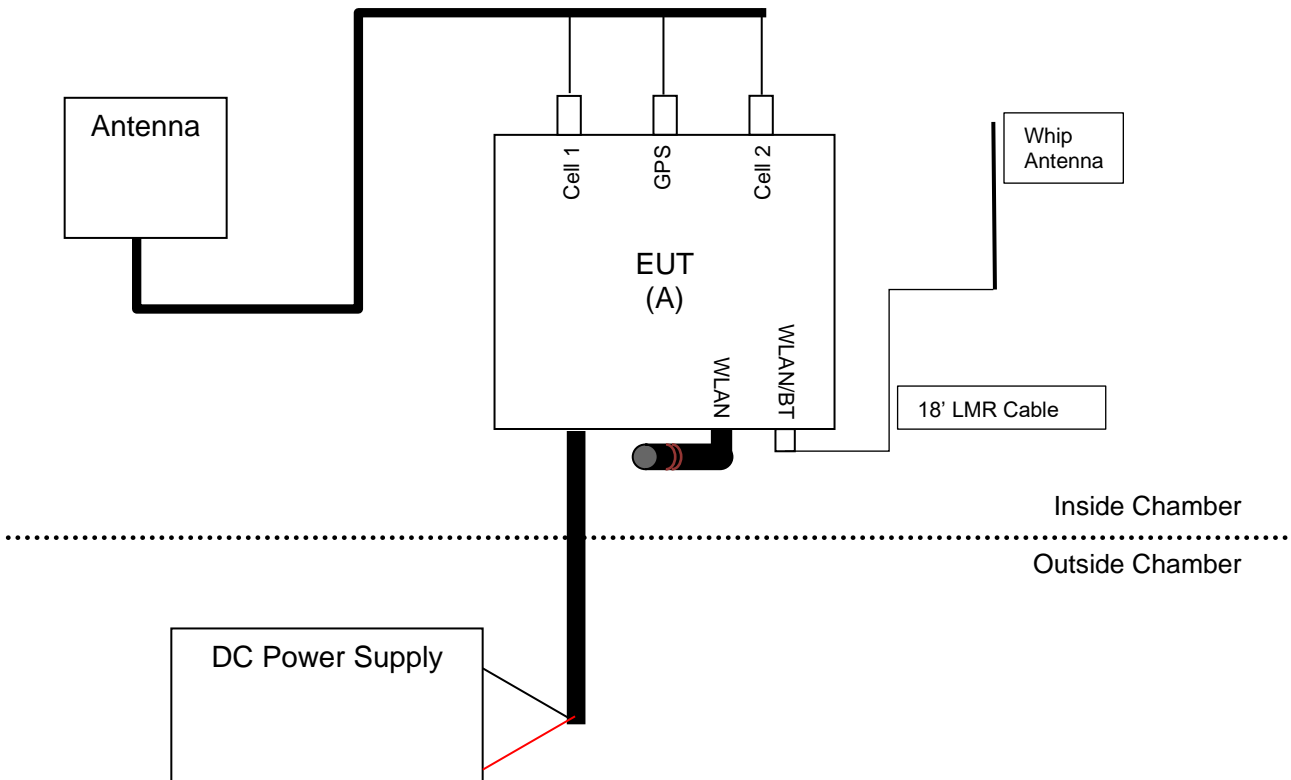 Antenna
Cell 1
GPS
Cell 2
Whip
Antenna
EUT
(A)
WLAN
WLAN/BT
18’ LMR Cable
Inside Chamber
Outside Chamber
DC Power Supply